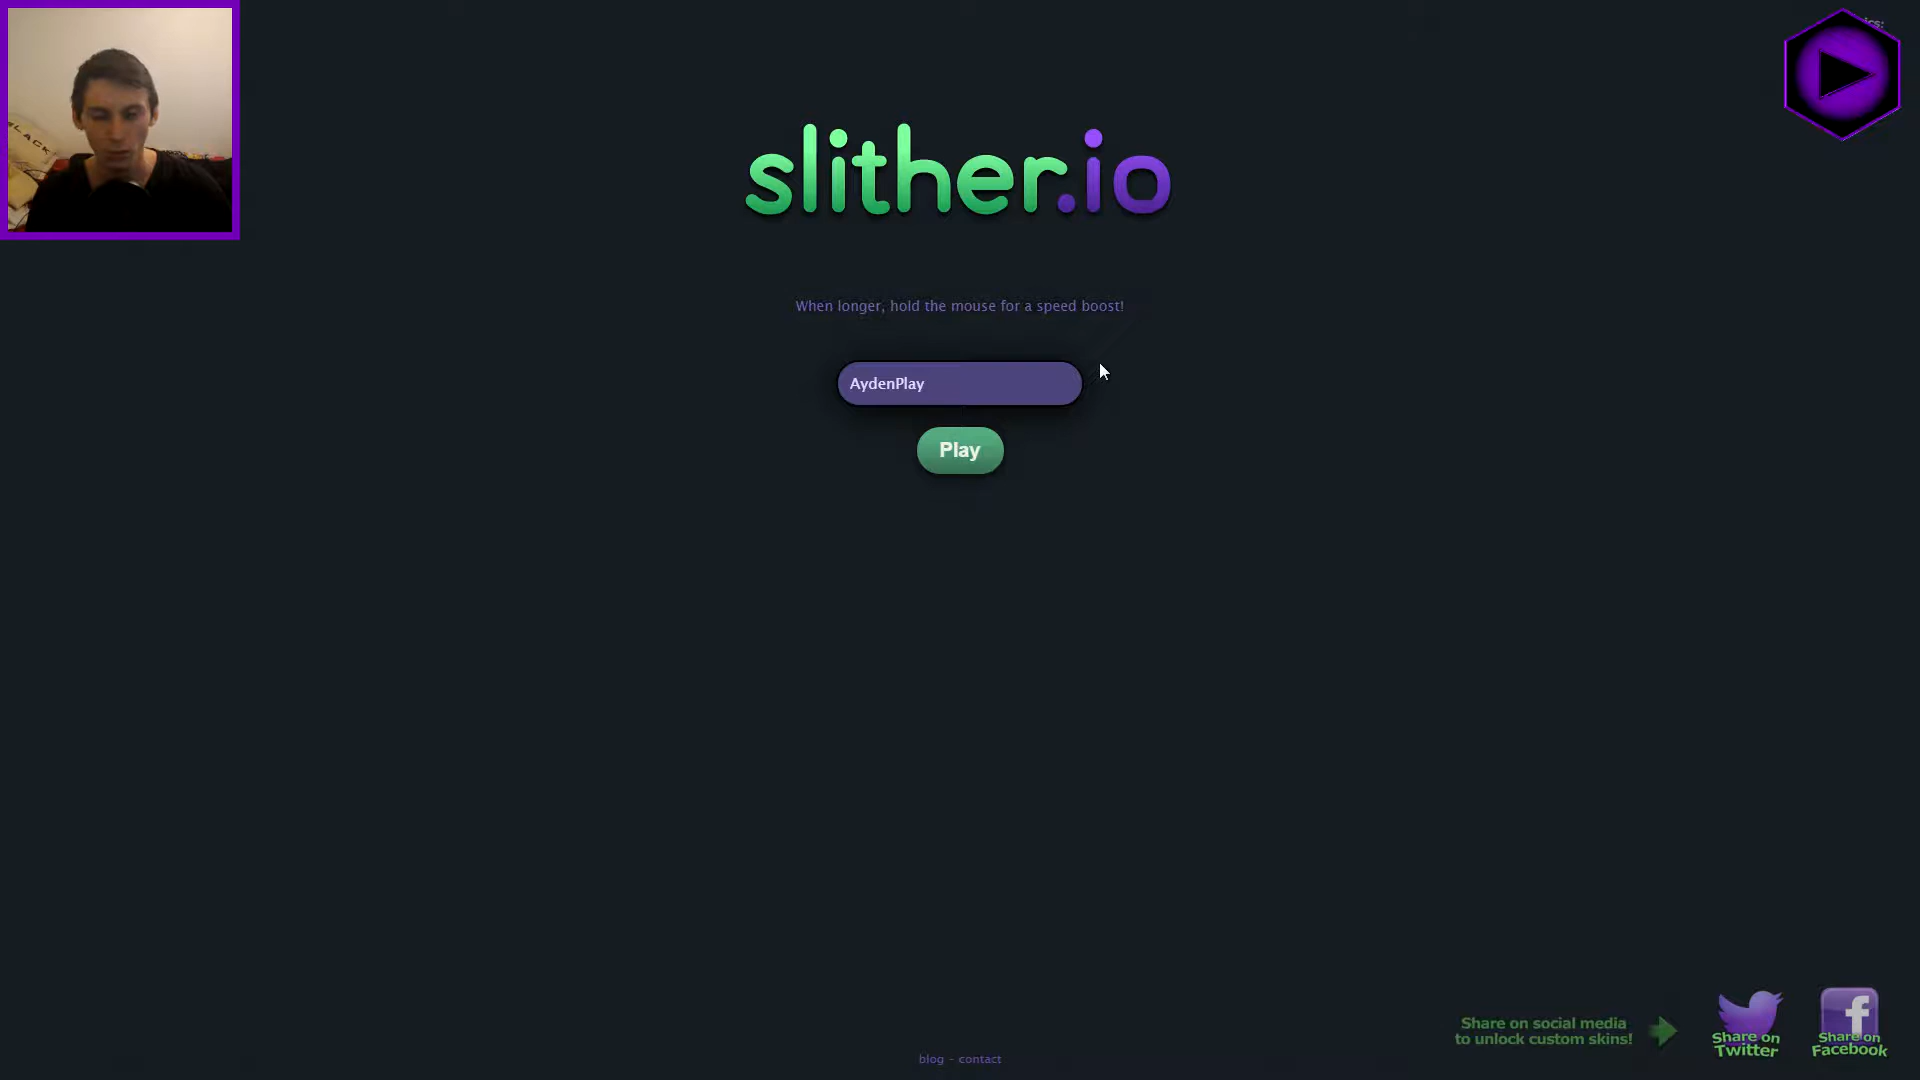 BLACK
slither.io
When longer, hold the mouse for a speed boost!
AydenPlay
Play
Share on social media
to unlock custom skins!
Share on
Twitter
Share on
Facebook
blog - contact